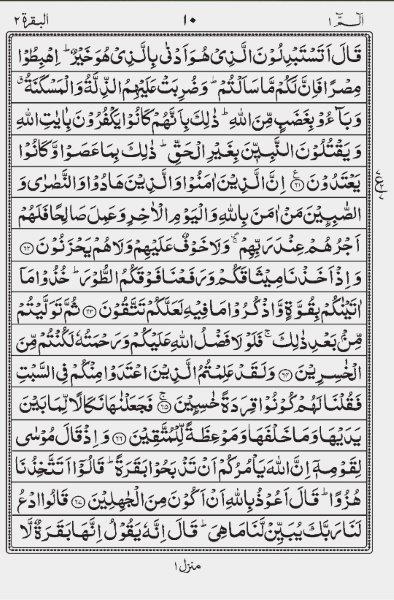 البقرة ٢ ١٠ الٓمّٓ ١
قَالَ اَتَسْتَبْدِلُوْنَ الَّذِىْ هُوَ اَدْنٰى بِالَّذِىْ هُوَ خَيْرٌ ؕ اِهْبِطُوْا
مِصْرًا فَاِنَّ لَكُمْ مَّا سَاَلْتُمْ ؕ وَضُرِبَتْ عَلَيْهِمُ الذِّلَّةُ وَالْمَسْكَنَةُ ۗ
وَبَآءُوْ بِغَضَبٍ مِّنَ اللّٰهِ ؕ ذٰلِكَ بِاَنَّهُمْ كَانُوْا يَكْفُرُوْنَ بِاٰيٰتِ اللّٰهِ
وَيَقْتُلُوْنَ النَّبِيّٖنَ بِغَيْرِ الْحَقِّ ؕ ذٰلِكَ بِمَا عَصَوْا وَّكَانُوْا
يَعْتَدُوْنَ ﴿٦١﴾ ع اِنَّ الَّذِيْنَ اٰمَنُوْا وَالَّذِيْنَ هَادُوْا وَالنَّصٰرٰى وَ
الصّٰبِـِٕيْنَ مَنْ اٰمَنَ بِاللّٰهِ وَالْيَوْمِ الْاٰخِرِ وَعَمِلَ صَالِحًا فَلَهُمْ
اَجْرُهُمْ عِنْدَ رَبِّهِمْ ۚ وَلَا خَوْفٌ عَلَيْهِمْ وَلَا هُمْ يَحْزَنُوْنَ ﴿٦٢﴾
وَاِذْ اَخَذْنَا مِيْثَاقَكُمْ وَرَفَعْنَا فَوْقَكُمُ الطُّوْرَ ؕ خُذُوْا مَاۤ
اٰتَيْنٰكُمْ بِقُوَّةٍ وَّاذْكُرُوْا مَا فِيْهِ لَعَلَّكُمْ تَتَّقُوْنَ ﴿٦٣﴾ ثُمَّ تَوَلَّيْتُمْ
مِّنْۢ بَعْدِ ذٰلِكَ ۚ فَلَوْلَا فَضْلُ اللّٰهِ عَلَيْكُمْ وَرَحْمَتُهٗ لَكُنْتُمْ مِّنَ
الْخٰسِرِيْنَ ﴿٦٤﴾ وَلَقَدْ عَلِمْتُمُ الَّذِيْنَ اعْتَدَوْا مِنْكُمْ فِى السَّبْتِ
فَقُلْنَا لَهُمْ كُوْنُوْا قِرَدَةً خٰسِـِٕيْنَ ﴿٦٥﴾ فَجَعَلْنٰهَا نَكَالًا لِّمَا بَيْنَ
يَدَيْهَا وَمَا خَلْفَهَا وَمَوْعِظَةً لِّلْمُتَّقِيْنَ ﴿٦٦﴾ وَاِذْ قَالَ مُوْسٰى
لِقَوْمِهٖۤ اِنَّ اللّٰهَ يَاْمُرُكُمْ اَنْ تَذْبَحُوْا بَقَرَةً ؕ قَالُوْۤا اَتَتَّخِذُنَا
هُزُوًا ؕ قَالَ اَعُوْذُ بِاللّٰهِ اَنْ اَكُوْنَ مِنَ الْجٰهِلِيْنَ ﴿٦٧﴾ قَالُوا ادْعُ
لَنَا رَبَّكَ يُبَيِّنْ لَّنَا مَا هِىَ ؕ قَالَ اِنَّهٗ يَقُوْلُ اِنَّهَا بَقَرَةٌ لَّا
منزل ١